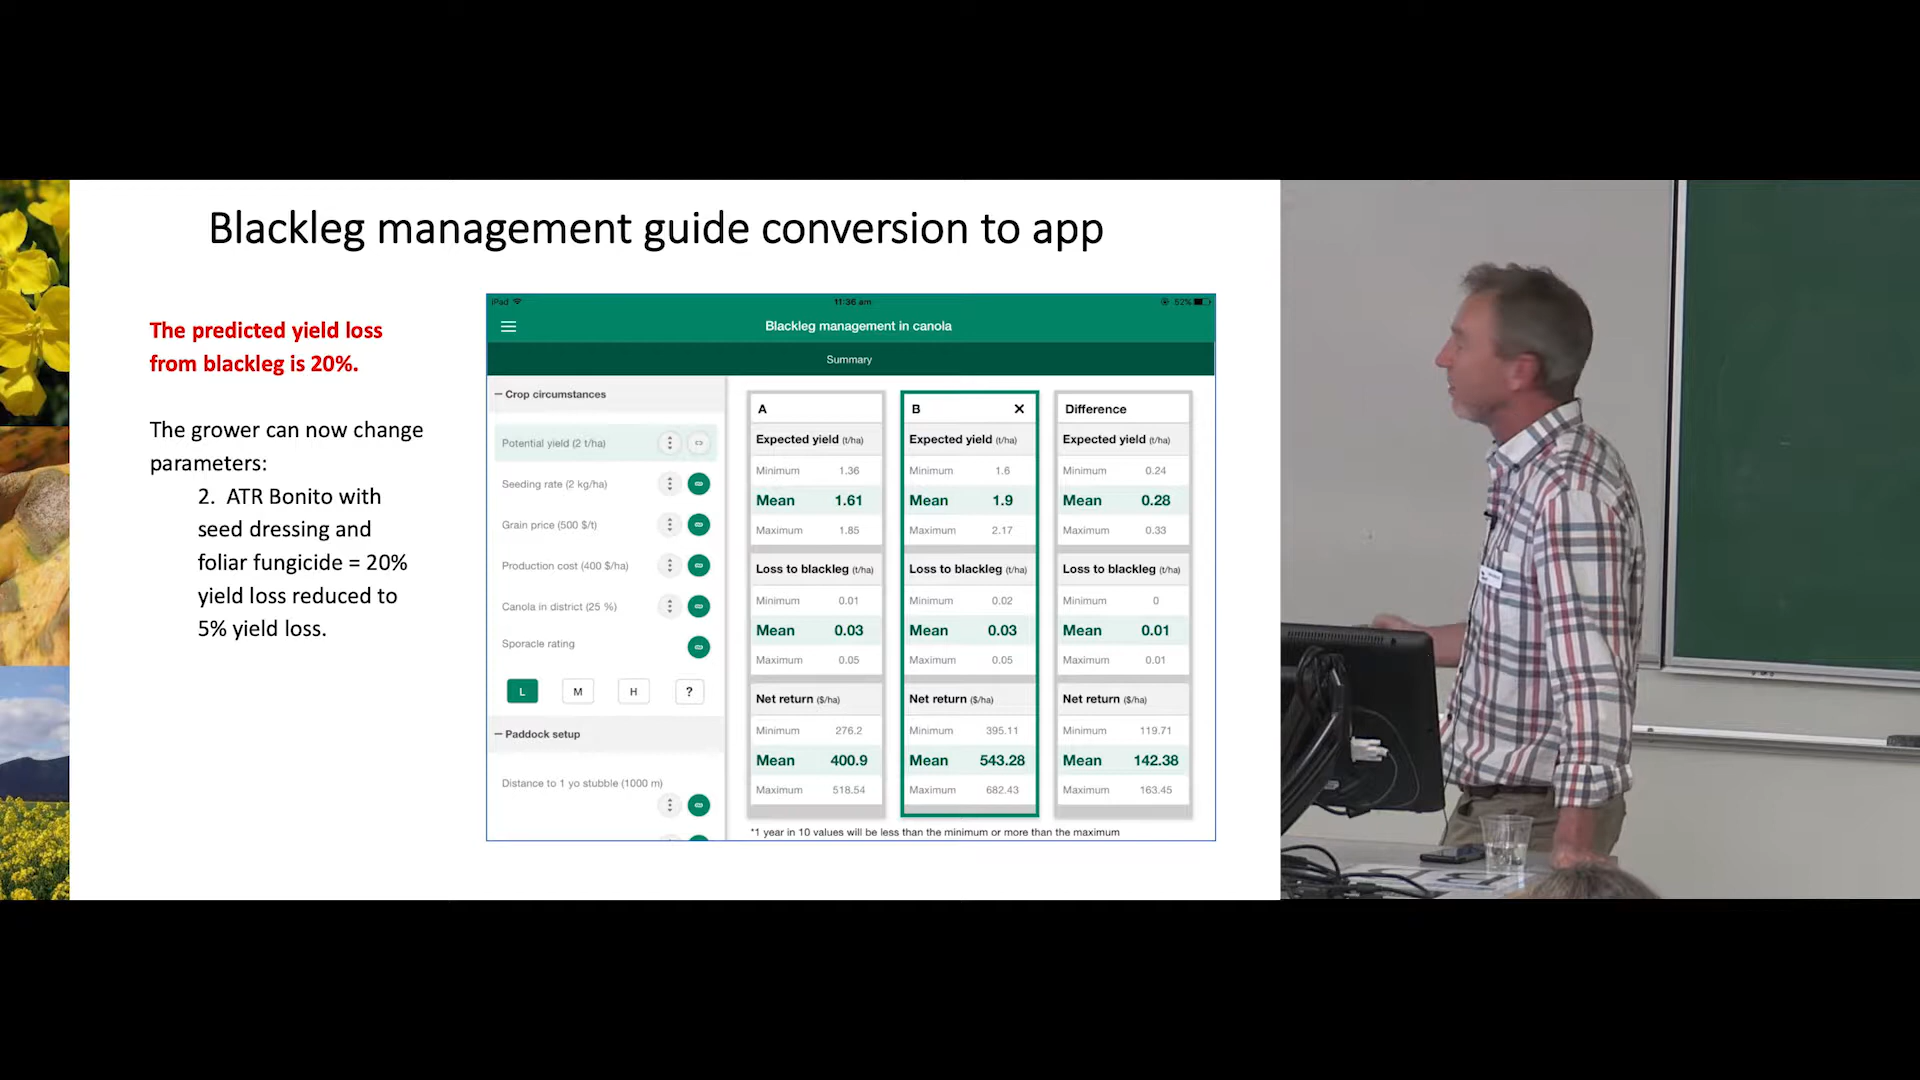 Blackleg management guide conversion to app
The predicted yield loss
from blackleg is 20%.
The grower can now change
parameters:
2. ATR Bonito with
seed dressing and
foliar fungicide = 20%
yield loss reduced to
5% yield loss.
iPad 11:36 am 52%
Blackleg management in canola
Summary
Crop circumstances
Potential yield (2 t/ha)
Seeding rate (2 kg/ha)
Grain price (500 $/t)
Production cost (400 $/ha)
Canola in district (25 %)
Sporacle rating
L M H ?
Paddock setup
Distance to 1 yo stubble (1000 m)
A
Expected yield (t/ha)
Minimum 1.36
Mean 1.61
Maximum 1.85
Loss to blackleg (t/ha)
Minimum 0.01
Mean 0.03
Maximum 0.05
Net return ($/ha)
Minimum 276.2
Mean 400.9
Maximum 518.54
B X
Expected yield (t/ha)
Minimum 1.6
Mean 1.9
Maximum 2.17
Loss to blackleg (t/ha)
Minimum 0.02
Mean 0.03
Maximum 0.05
Net return ($/ha)
Minimum 395.11
Mean 543.28
Maximum 682.43
Difference
Expected yield (t/ha)
Minimum 0.24
Mean 0.28
Maximum 0.33
Loss to blackleg (t/ha)
Minimum 0
Mean 0.01
Maximum 0.01
Net return ($/ha)
Minimum 119.71
Mean 142.38
Maximum 163.45
*1 year in 10 values will be less than the minimum or more than the maximum